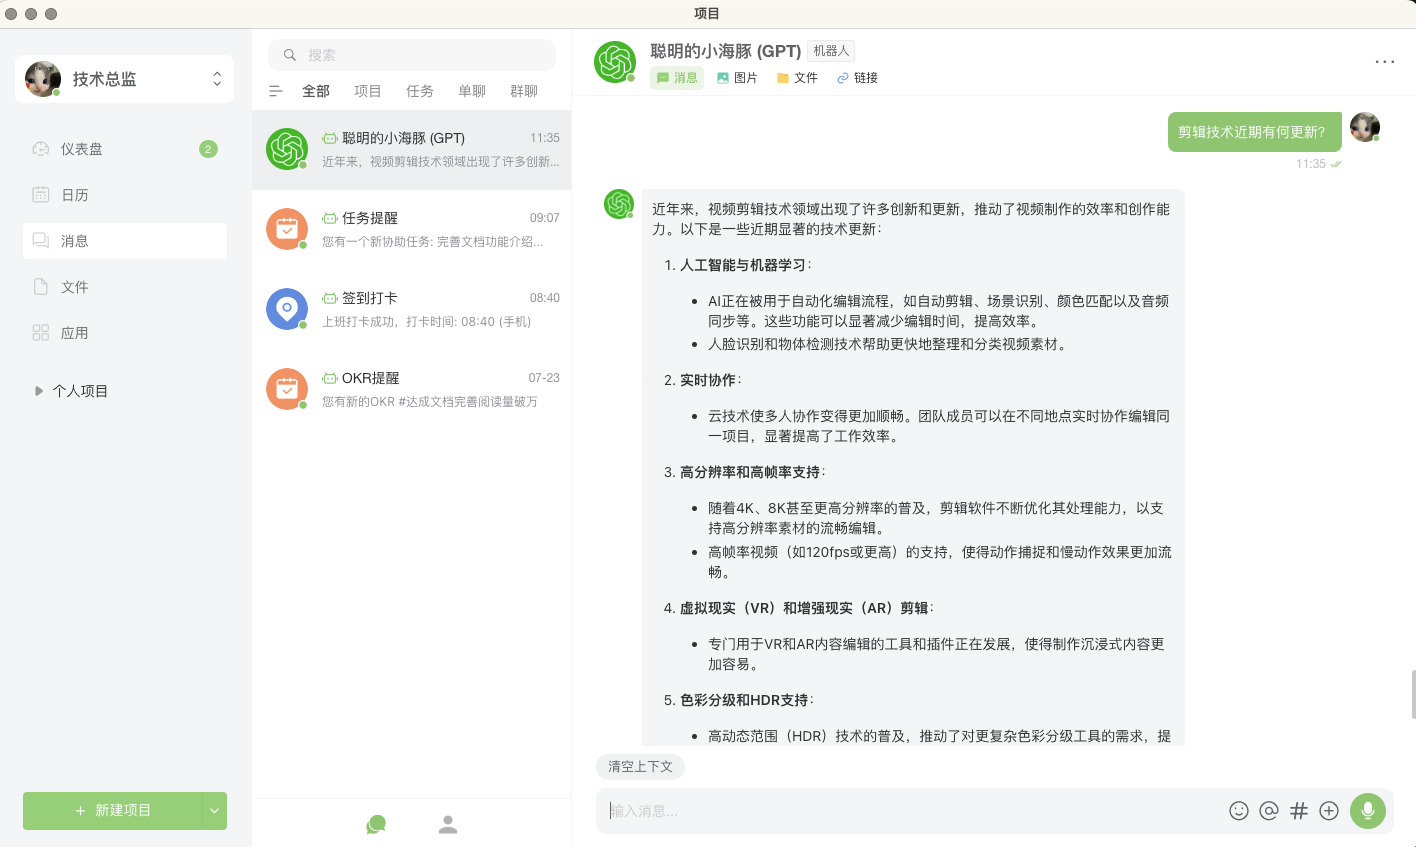 项目
技术总监
仪表盘
2
日历
消息
文件
应用
个人项目
+ 新建项目
搜索
全部 项目 任务 单聊 群聊
聪明的小海豚 (GPT) 11:35
近年来，视频剪辑技术领域出现了许多创新...
任务提醒 09:07
您有一个新协助任务: 完善文档功能介绍...
签到打卡 08:40
上班打卡成功，打卡时间: 08:40 (手机)
OKR提醒 07-23
您有新的OKR #达成文档完善阅读量破万
聪明的小海豚 (GPT) 机器人
消息 图片 文件 链接
剪辑技术近期有何更新?
11:35
近年来，视频剪辑技术领域出现了许多创新和更新，推动了视频制作的效率和创作能
力。以下是一些近期显著的技术更新：
1. 人工智能与机器学习：
• AI正在被用于自动化编辑流程，如自动剪辑、场景识别、颜色匹配以及音频
同步等。这些功能可以显著减少编辑时间，提高效率。
• 人脸识别和物体检测技术帮助更快地整理和分类视频素材。
2. 实时协作：
• 云技术使多人协作变得更加顺畅。团队成员可以在不同地点实时协作编辑同
一项目，显著提高了工作效率。
3. 高分辨率和高帧率支持：
• 随着4K、8K甚至更高分辨率的普及，剪辑软件不断优化其处理能力，以支
持高分辨率素材的流畅编辑。
• 高帧率视频（如120fps或更高）的支持，使得动作捕捉和慢动作效果更加流
畅。
4. 虚拟现实（VR）和增强现实（AR）剪辑：
• 专门用于VR和AR内容编辑的工具和插件正在发展，使得制作沉浸式内容更
加容易。
5. 色彩分级和HDR支持：
• 高动态范围（HDR）技术的普及，推动了对更复杂色彩分级工具的需求，提
清空上下文
输入消息...